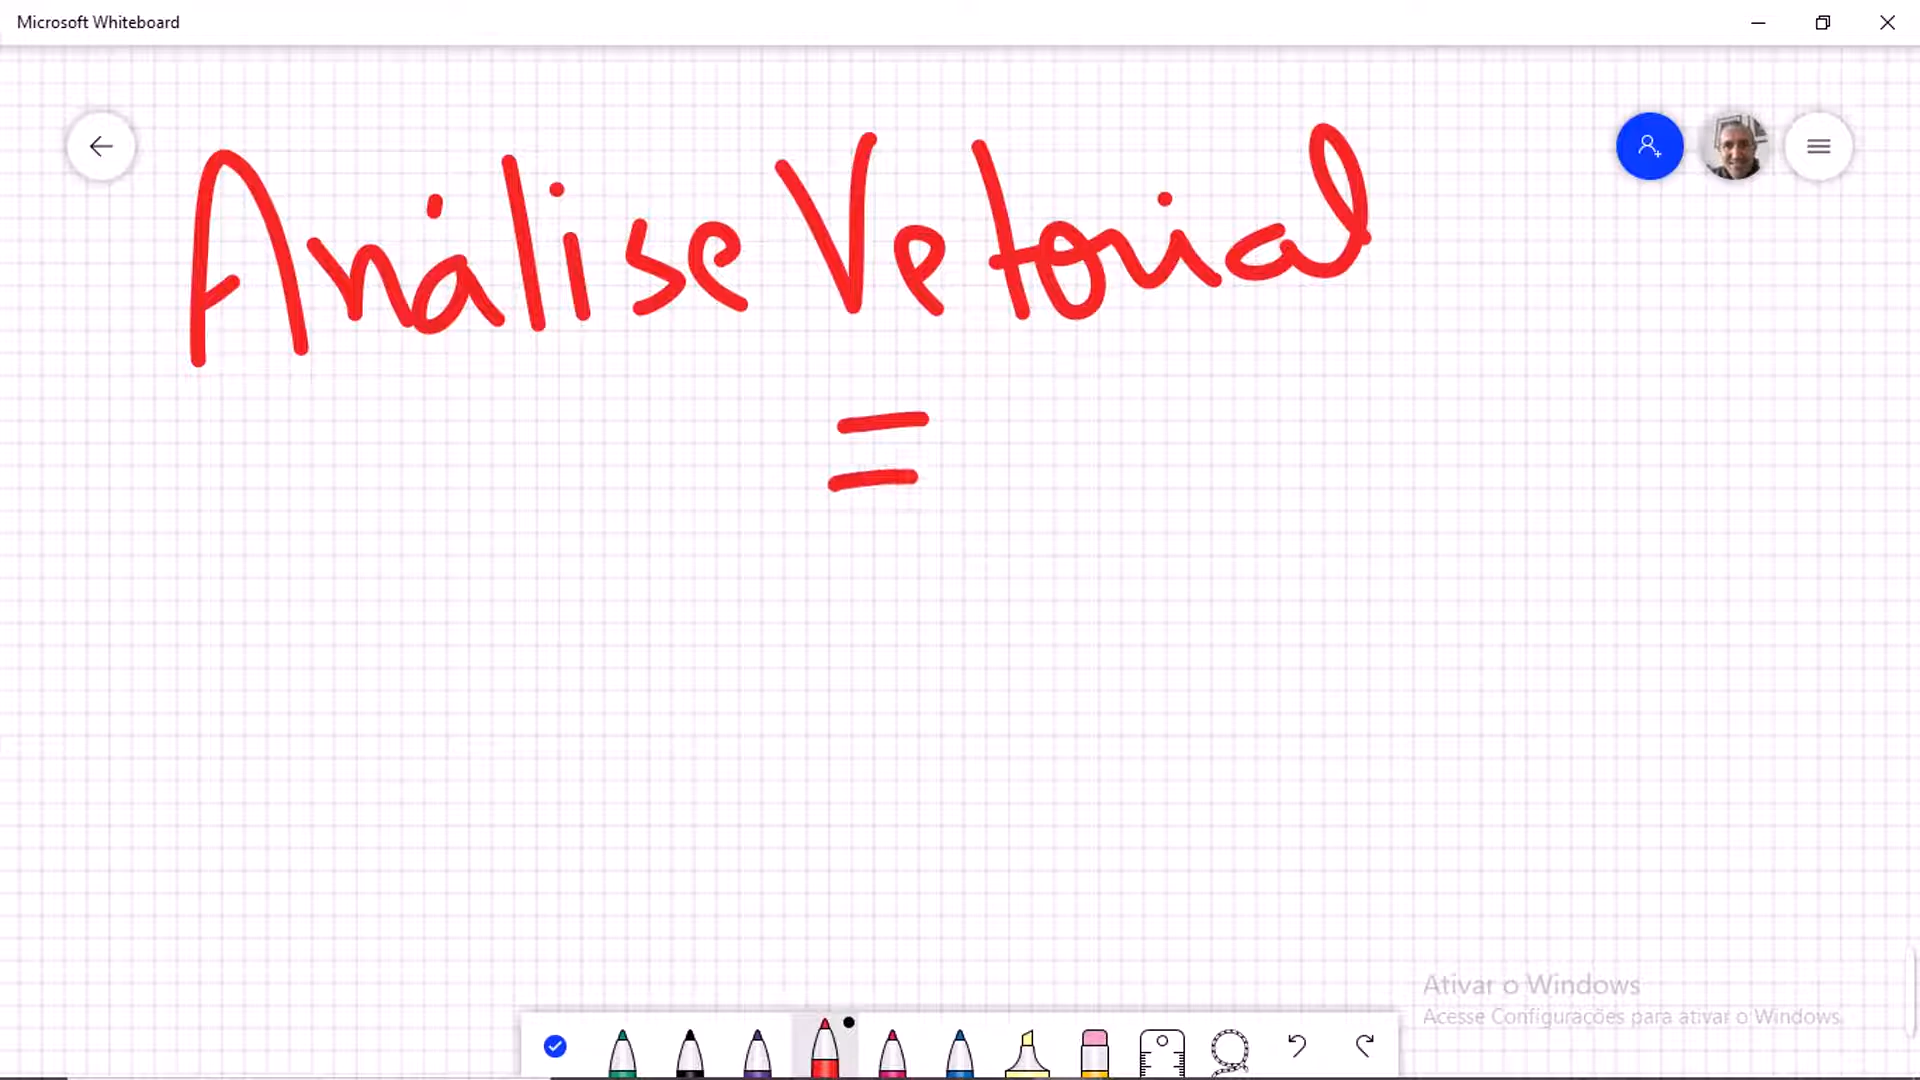 Microsoft Whiteboard
Análise Vetorial
=
Ativar o Windows
Acesse Configurações para ativar o Windows.